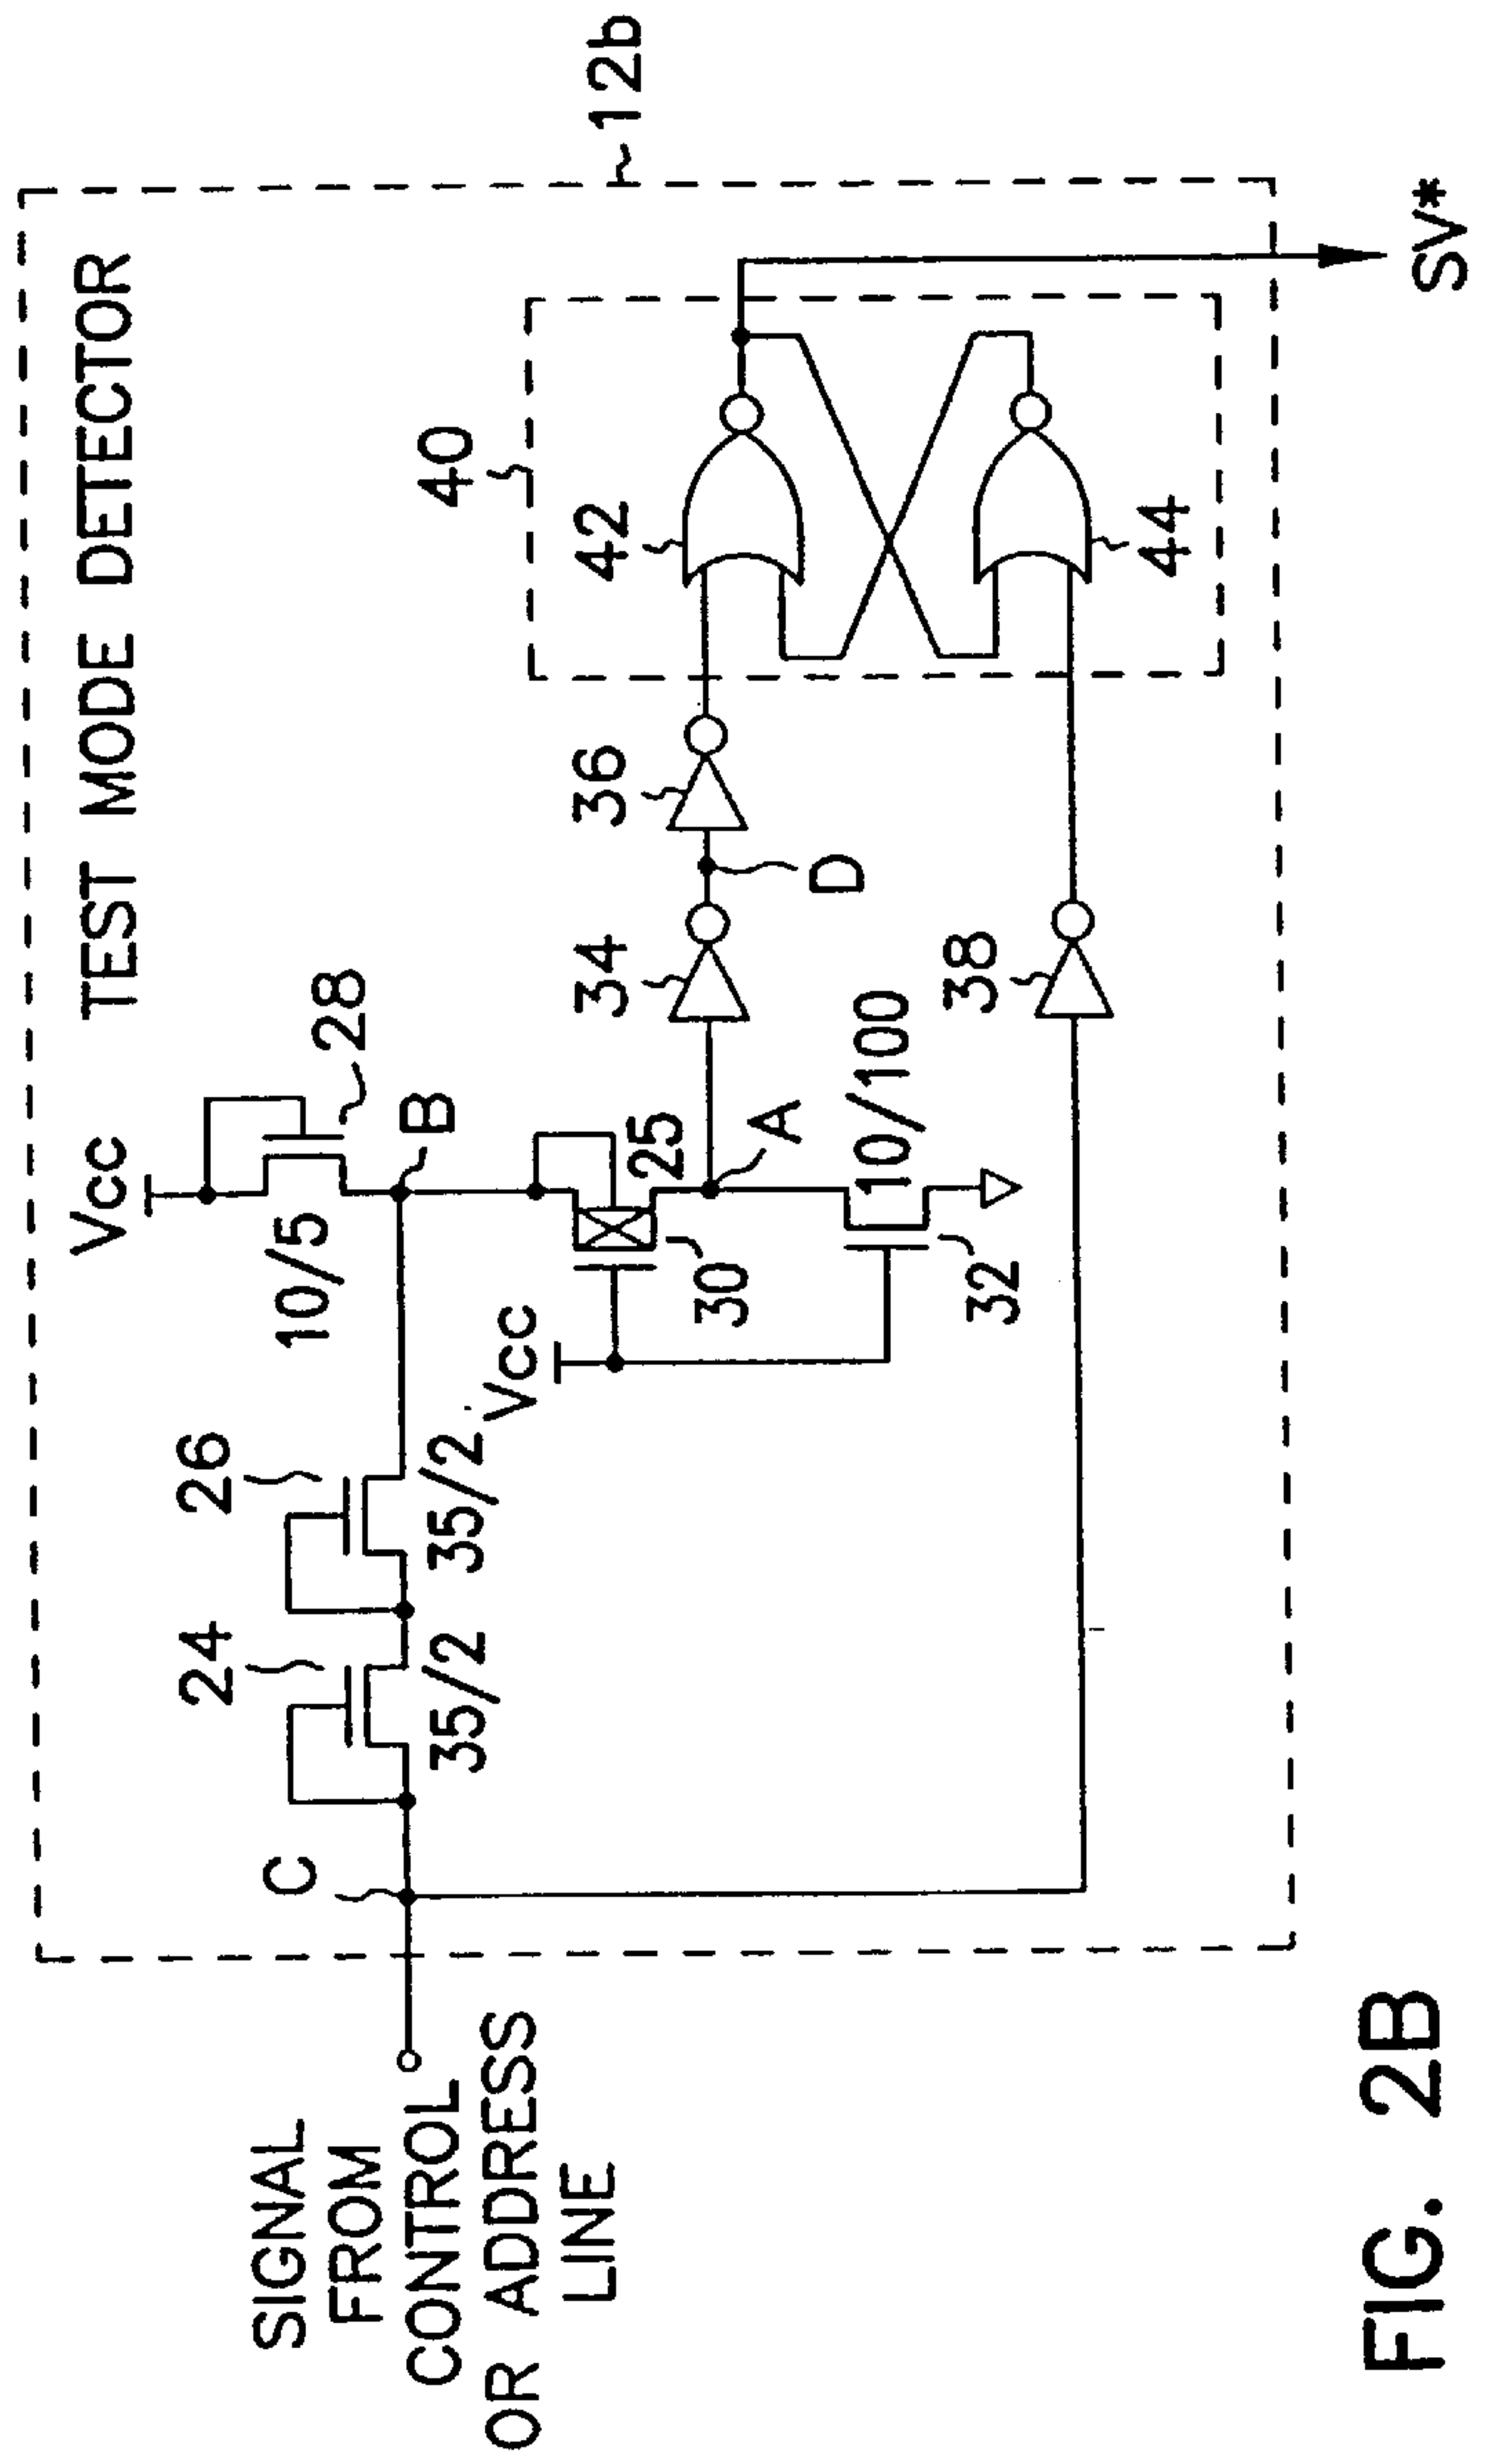 TEST MODE DETECTOR
12b
Vcc
28
10/5
B
24
26
35/2
35/2
C
SIGNAL
FROM
CONTROL
OR ADDRESS
LINE
Vcc
30
25
A
10/100
32
34
D
36
38
40
42
44
SV*
FIG. 2B